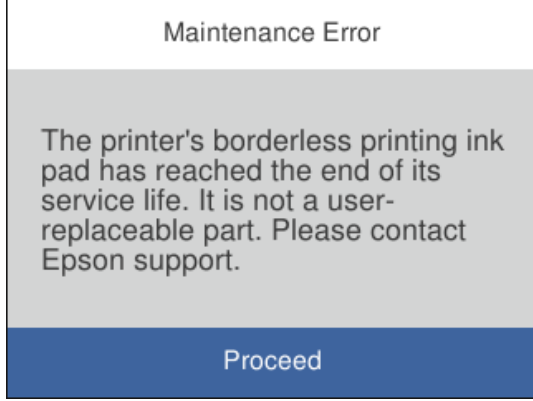 Maintenance Error
The printer's borderless printing ink
pad has reached the end of its
service life. It is not a user-
replaceable part. Please contact
Epson support.
Proceed